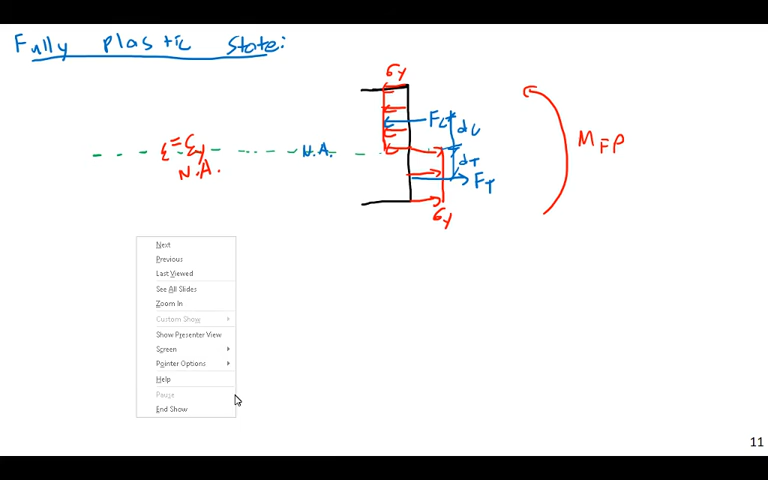 Fully plastic state:
σy
FC
dC
ε=εy
N.A.
N.A.
dT
FT
σy
MFP
Next
Previous
Last Viewed
See All Slides
Zoom In
Custom Show
Show Presenter View
Screen
Pointer Options
Help
Pause
End Show
11